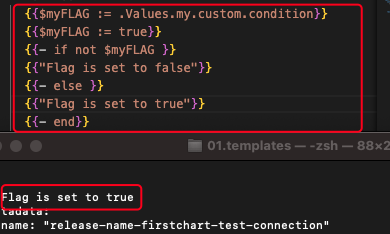 {{$myFLAG := .Values.my.custom.condition}}
{{$myFLAG := true}}
{{- if not $myFLAG }}
{{"Flag is set to false"}}
{{- else }}
{{"Flag is set to true"}}
{{- end}}
01.templates — -zsh — 88×2
Flag is set to true
tadata:
name: "release-name-firstchart-test-connection"